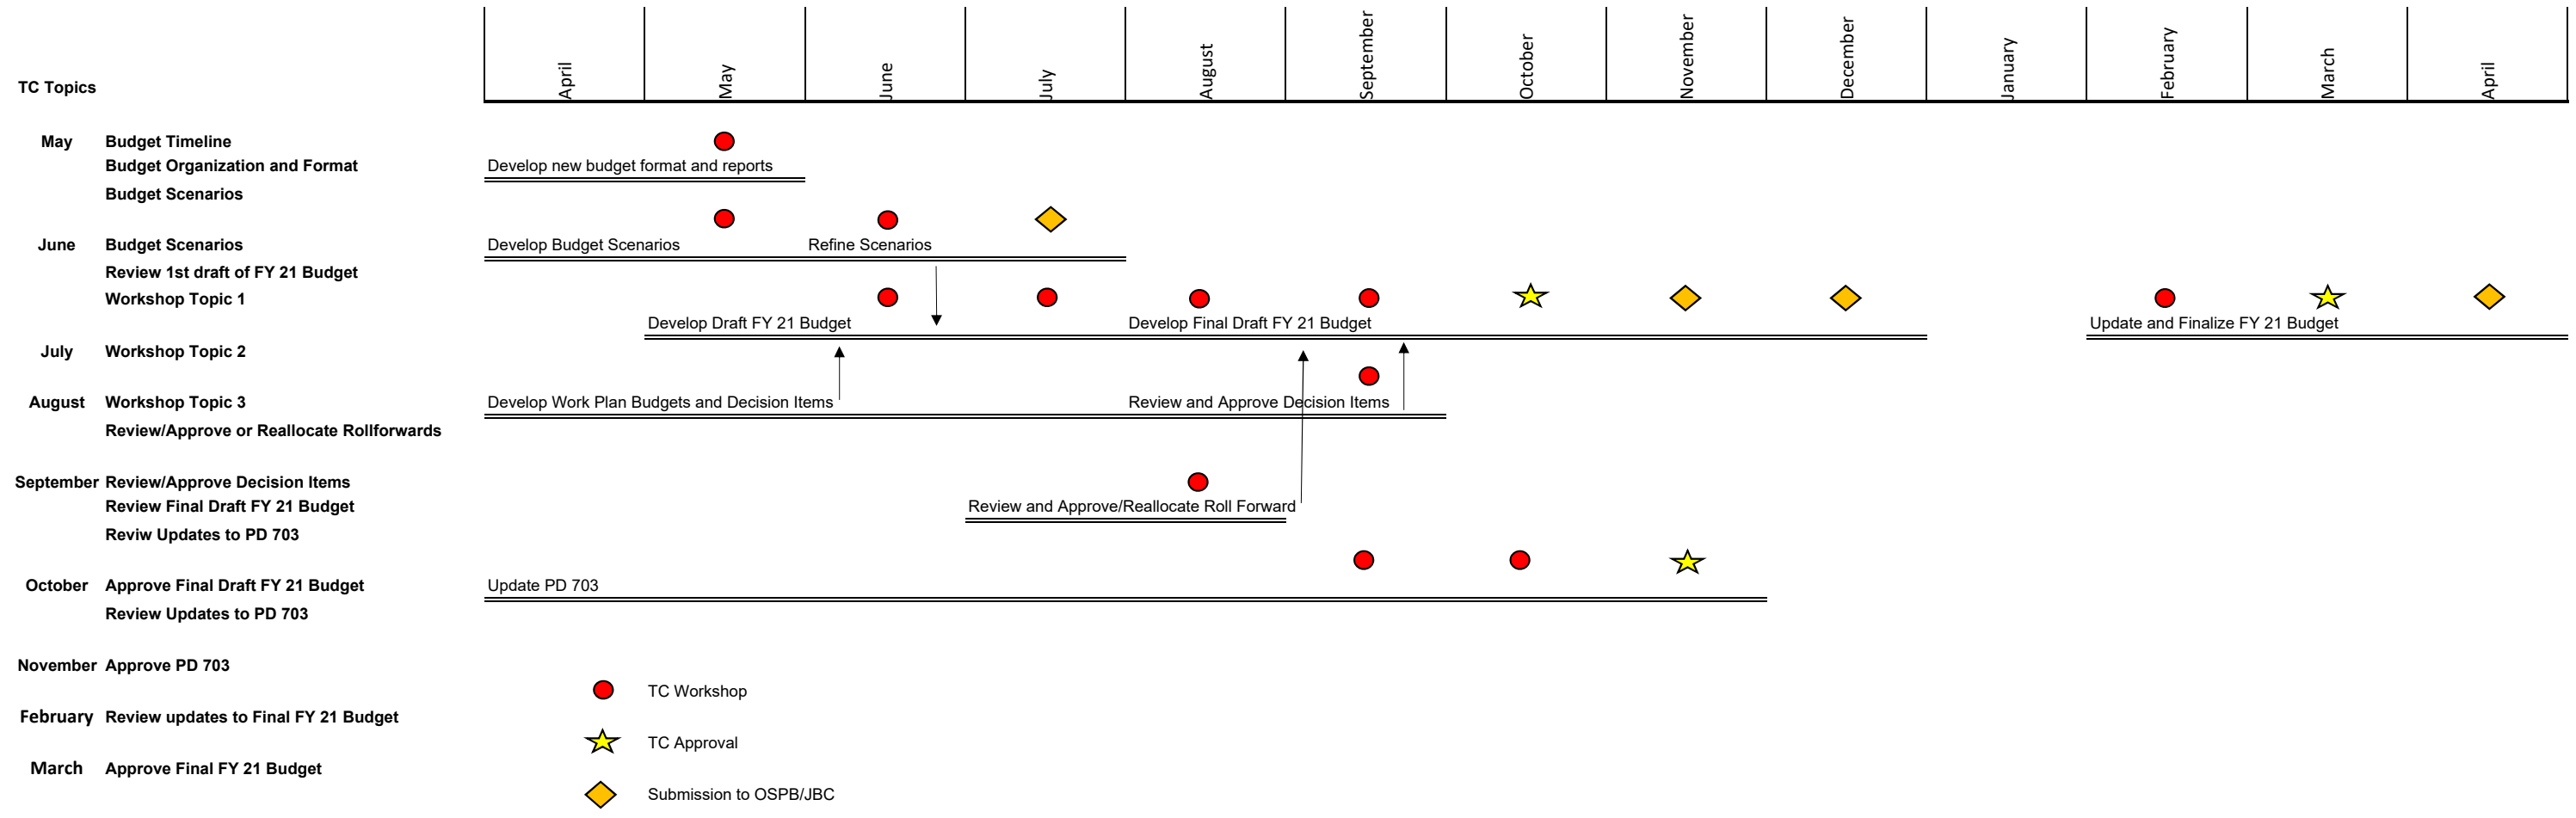 April
May
June
July
August
September
October
November
December
January
February
March
April
TC Topics
May Budget Timeline
Budget Organization and Format
Develop new budget format and reports
Budget Scenarios
June Budget Scenarios
Develop Budget Scenarios Refine Scenarios
Review 1st draft of FY 21 Budget
Workshop Topic 1
Develop Draft FY 21 Budget Develop Final Draft FY 21 Budget Update and Finalize FY 21 Budget
July Workshop Topic 2
August Workshop Topic 3
Develop Work Plan Budgets and Decision Items Review and Approve Decision Items
Review/Approve or Reallocate Rollforwards
September Review/Approve Decision Items
Review Final Draft FY 21 Budget
Review and Approve/Reallocate Roll Forward
Reviw Updates to PD 703
October Approve Final Draft FY 21 Budget
Update PD 703
Review Updates to PD 703
November Approve PD 703
TC Workshop
February Review updates to Final FY 21 Budget
TC Approval
March Approve Final FY 21 Budget
Submission to OSPB/JBC